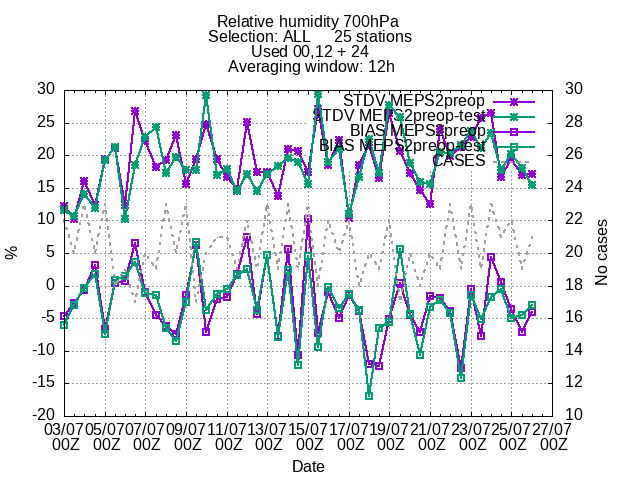 Relative humidity 700hPa
Selection: ALL 25 stations
Used 00,12 + 24
Averaging window: 12h
STDV MEPS2preop
STDV MEPS2preop-test
BIAS MEPS2preop
BIAS MEPS2preop-test
CASES
30
25
20
15
10
5
0
-5
-10
-15
-20
%
30
28
26
24
22
20
18
16
14
12
10
No cases
03/07 05/07 07/07 09/07 11/07 13/07 15/07 17/07 19/07 21/07 23/07 25/07 27/07
00Z 00Z 00Z 00Z 00Z 00Z 00Z 00Z 00Z 00Z 00Z 00Z 00Z
Date